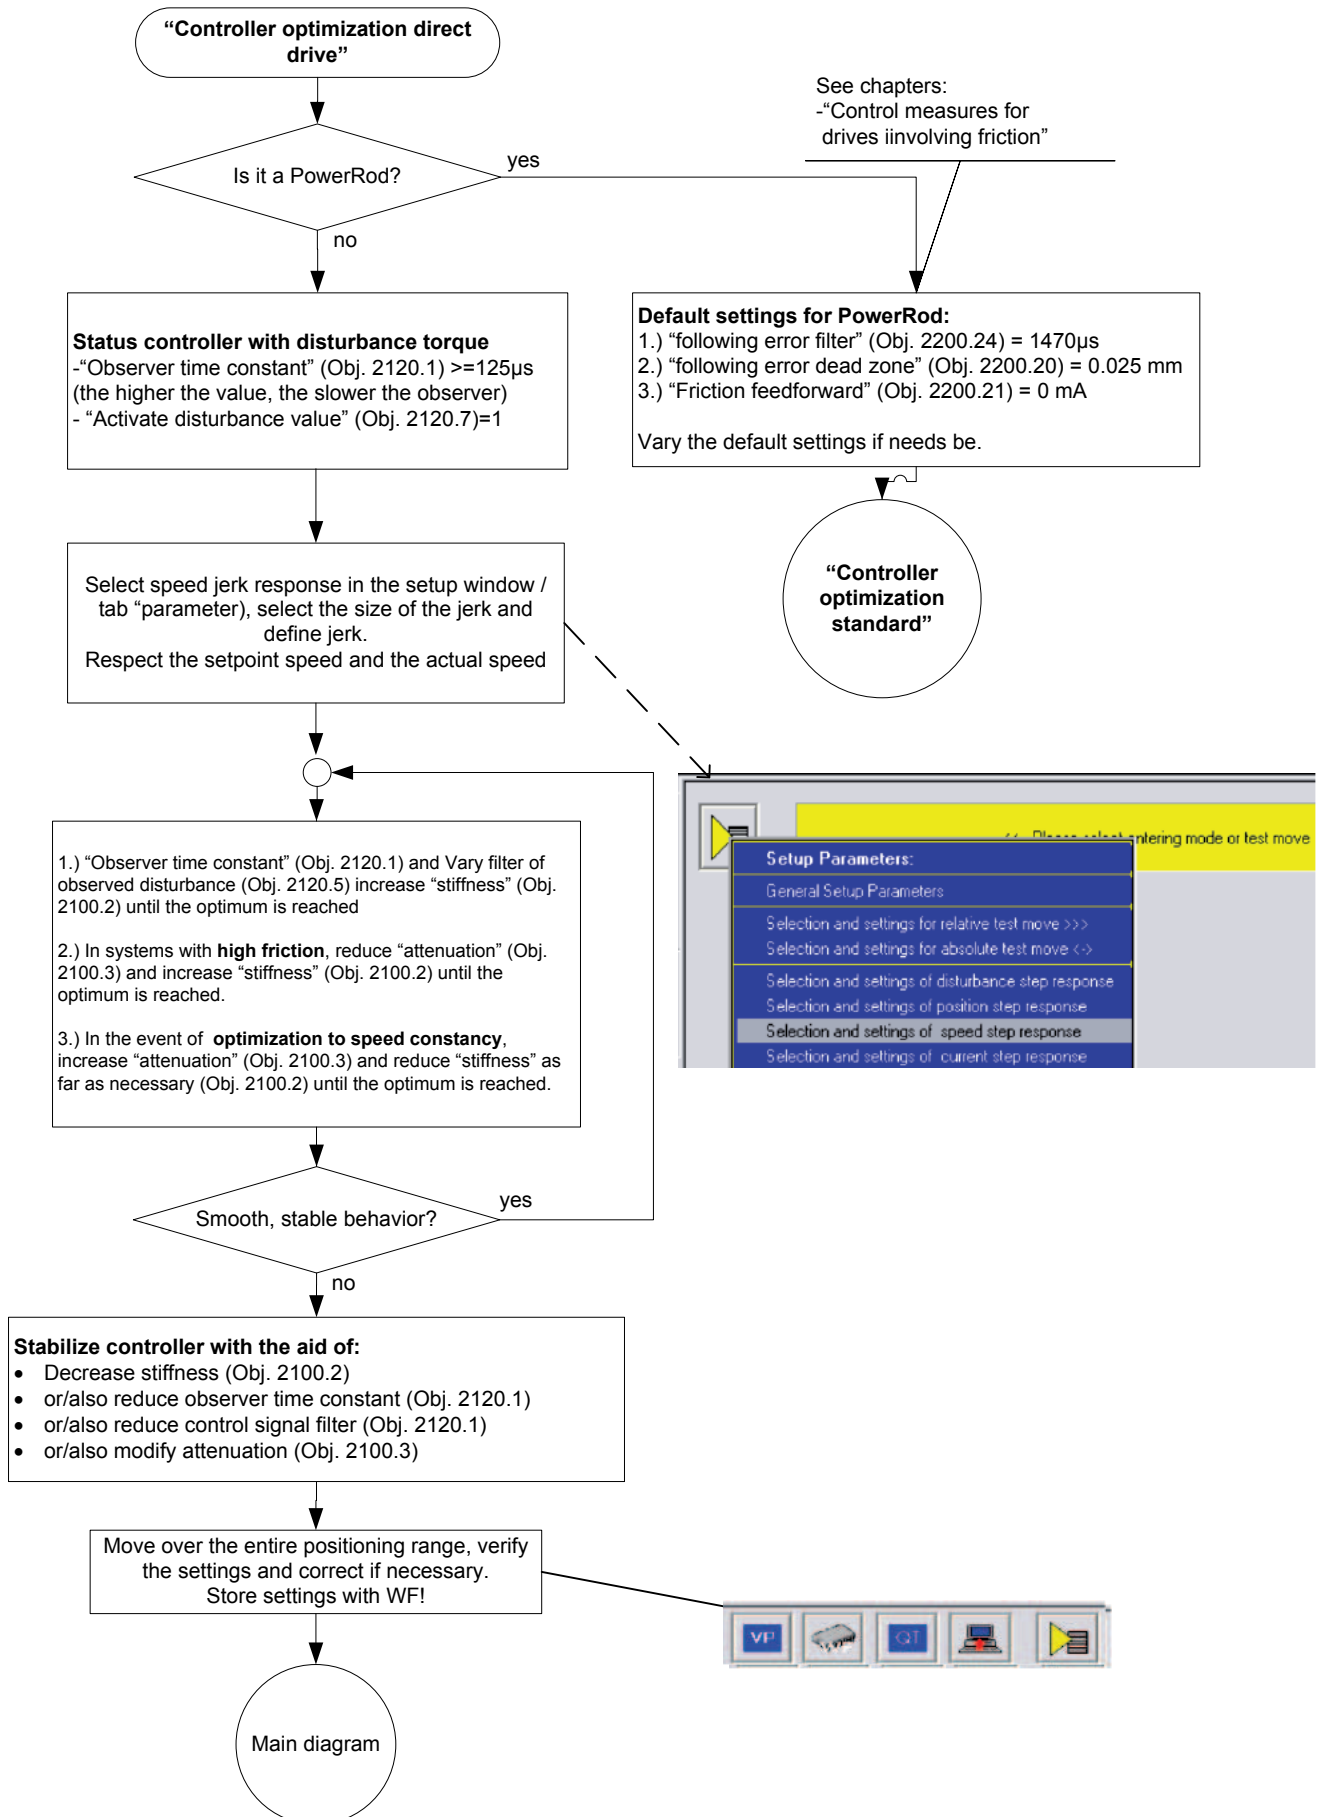 “Controller optimization direct
drive”
See chapters:
-“Control measures for
drives iinvolving friction”
Is it a PowerRod?
yes
no
Status controller with disturbance torque
-“Observer time constant” (Obj. 2120.1) >=125µs
(the higher the value, the slower the observer)
- “Activate disturbance value” (Obj. 2120.7)=1
Default settings for PowerRod:
1.) “following error filter” (Obj. 2200.24) = 1470µs
2.) “following error dead zone” (Obj. 2200.20) = 0.025 mm
3.) “Friction feedforward” (Obj. 2200.21) = 0 mA
Vary the default settings if needs be.
“Controller
optimization
standard”
Select speed jerk response in the setup window /
tab “parameter), select the size of the jerk and
define jerk.
Respect the setpoint speed and the actual speed
<< Please select entering mode or test move
Setup Parameters:
General Setup Parameters
Selection and settings for relative test move >>>
Selection and settings for absolute test move <->
Selection and settings of disturbance step response
Selection and settings of position step response
Selection and settings of speed step response
Selection and settings of current step response
1.) “Observer time constant” (Obj. 2120.1) and Vary filter of
observed disturbance (Obj. 2120.5) increase “stiffness” (Obj.
2100.2) until the optimum is reached
2.) In systems with high friction, reduce “attenuation” (Obj.
2100.3) and increase “stiffness” (Obj. 2100.2) until the
optimum is reached.
3.) In the event of optimization to speed constancy,
increase “attenuation” (Obj. 2100.3) and reduce “stiffness” as
far as necessary (Obj. 2100.2) until the optimum is reached.
Smooth, stable behavior?
yes
no
Stabilize controller with the aid of:
• Decrease stiffness (Obj. 2100.2)
• or/also reduce observer time constant (Obj. 2120.1)
• or/also reduce control signal filter (Obj. 2120.1)
• or/also modify attenuation (Obj. 2100.3)
Move over the entire positioning range, verify
the settings and correct if necessary.
Store settings with WF!
VP
Main diagram